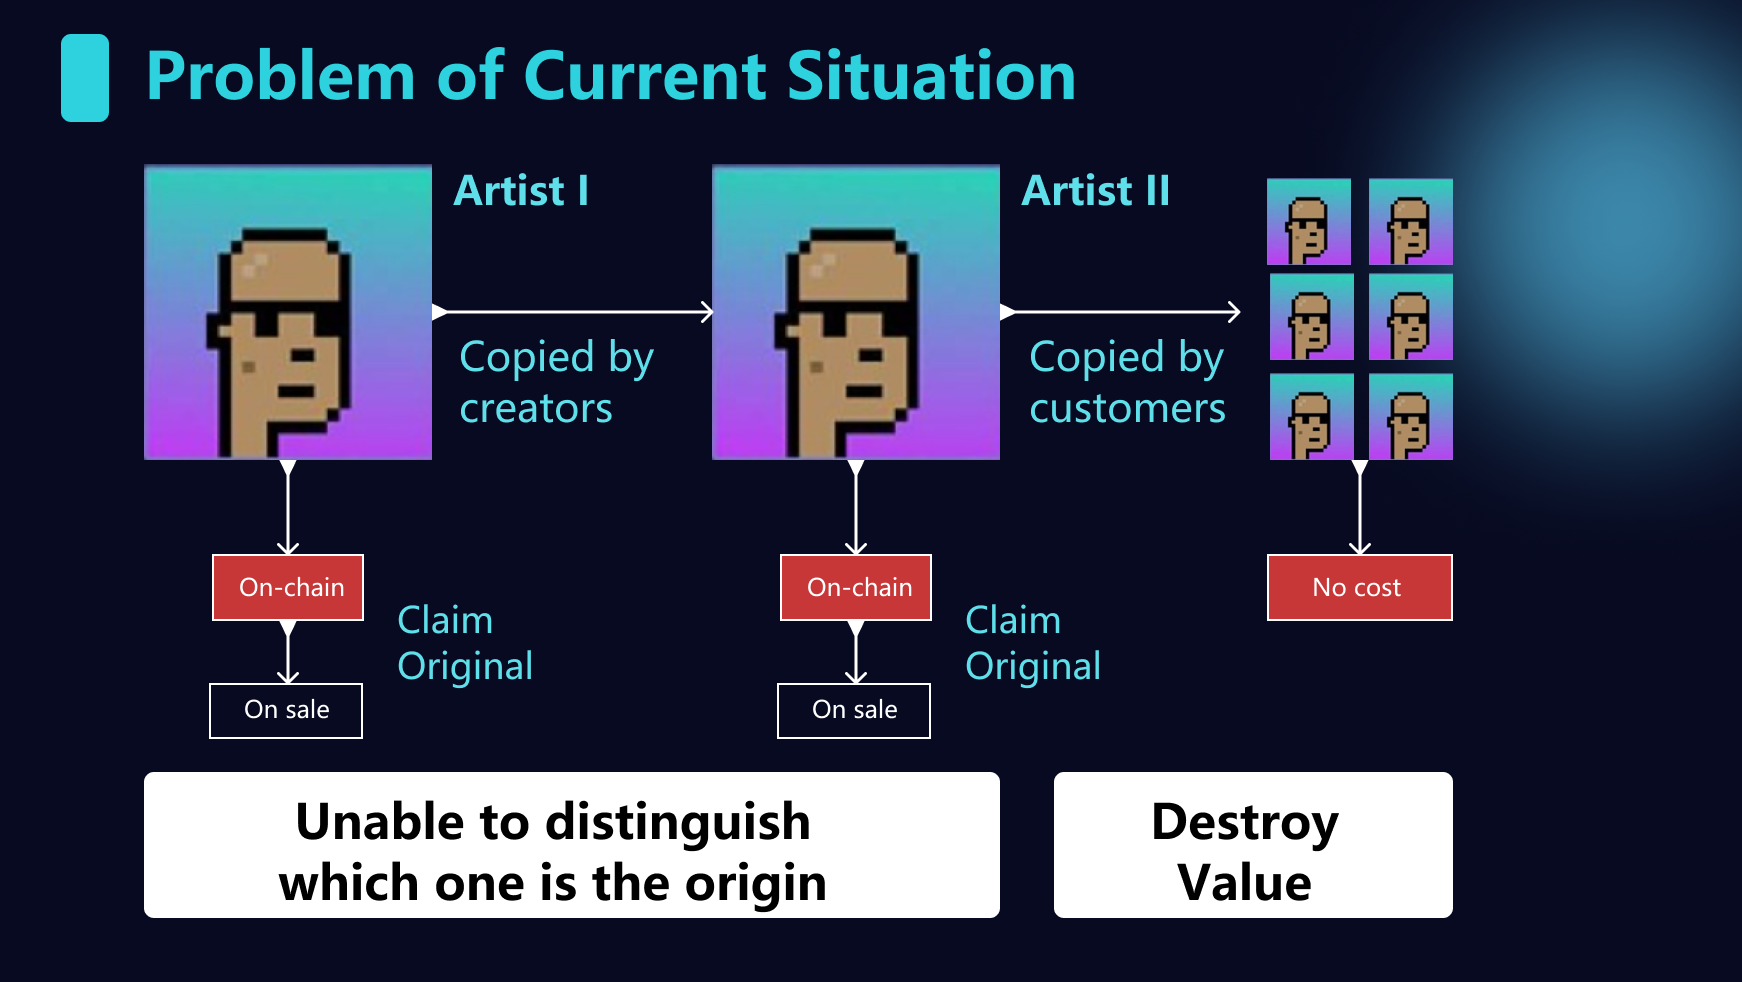 Problem of Current Situation
Artist I
Artist II
Copied by
creators
Copied by
customers
On-chain
On-chain
No cost
Claim
Original
Claim
Original
On sale
On sale
Unable to distinguish
which one is the origin
Destroy
Value